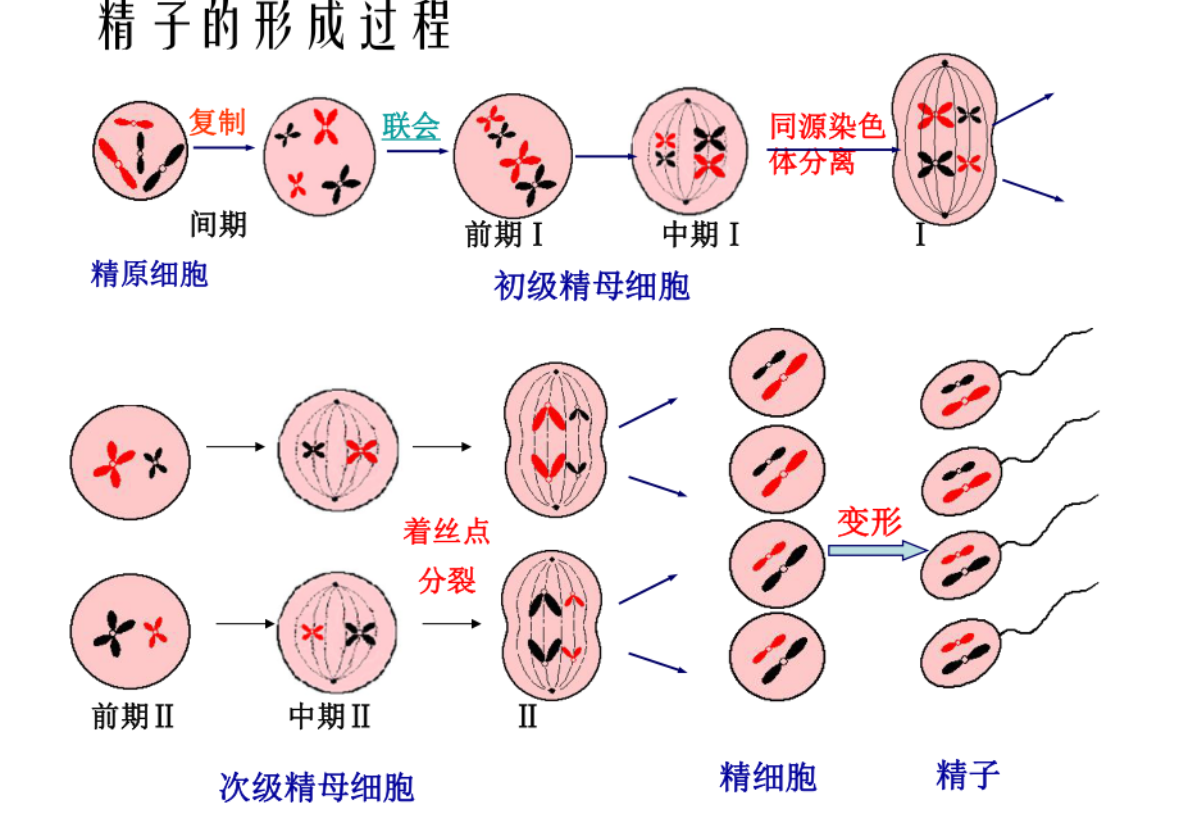 精子的形成过程
复制
联会
同源染色
体分离
间期
前期Ⅰ
中期Ⅰ
Ⅰ
精原细胞
初级精母细胞
着丝点
分裂
变形
前期Ⅱ
中期Ⅱ
Ⅱ
次级精母细胞
精细胞
精子